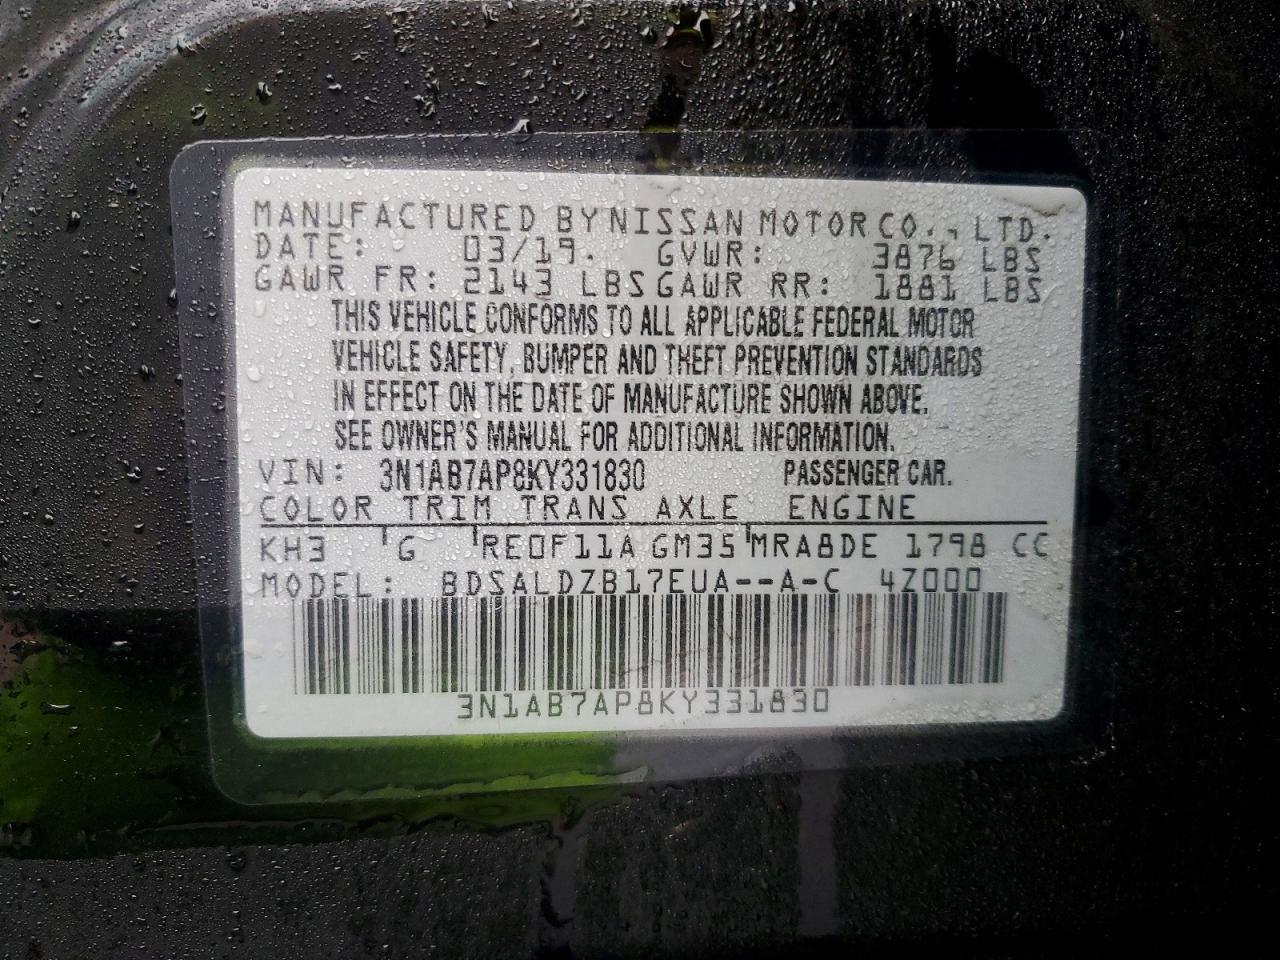 MANUFACTURED BY NISSAN MOTOR CO., LTD.
DATE: 03/19. GVWR: 3876 LBS
GAWR FR: 2143 LBS GAWR RR: 1881 LBS
THIS VEHICLE CONFORMS TO ALL APPLICABLE FEDERAL MOTOR
VEHICLE SAFETY, BUMPER AND THEFT PREVENTION STANDARDS
IN EFFECT ON THE DATE OF MANUFACTURE SHOWN ABOVE.
SEE OWNER'S MANUAL FOR ADDITIONAL INFORMATION.
VIN: 3N1AB7AP8KY331830 PASSENGER CAR.
COLOR TRIM TRANS AXLE ENGINE
KH3 G RE0F11A GM35 MRA8DE 1798 CC
MODEL: BDSALDZB17EUA--A-C 4Z000
3N1AB7AP8KY331830